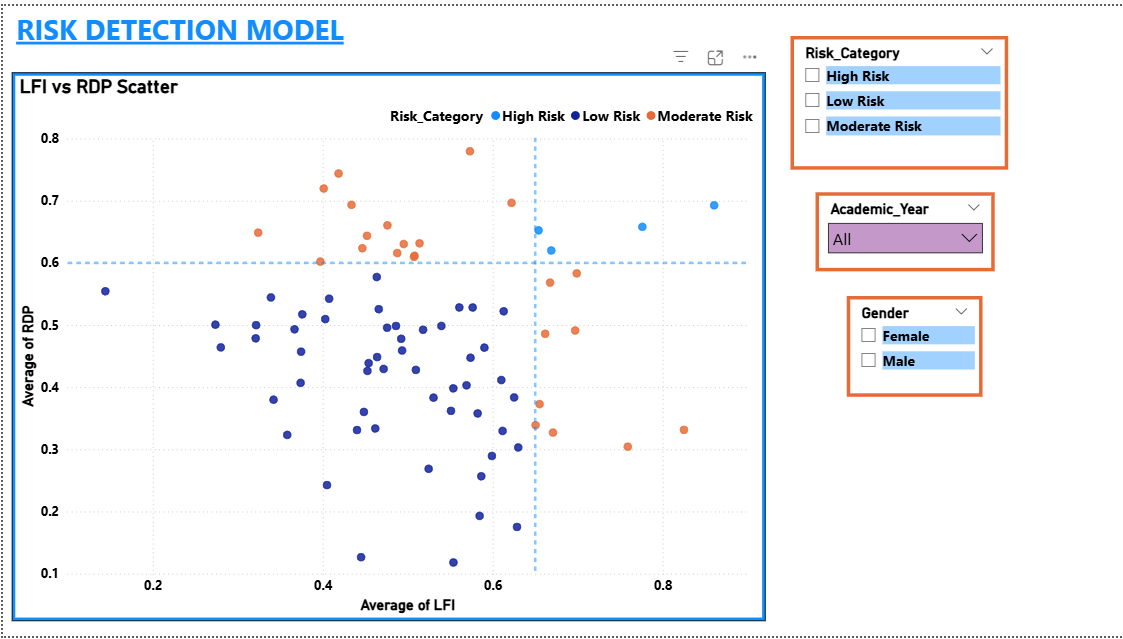 RISK DETECTION MODEL
LFI vs RDP Scatter
Risk_Category High Risk Low Risk Moderate Risk
0.8
0.7
0.6
0.5
0.4
0.3
0.2
0.1
Average of RDP
0.2 0.4 0.6 0.8
Average of LFI
Risk_Category
High Risk
Low Risk
Moderate Risk
Academic_Year
All
Gender
Female
Male